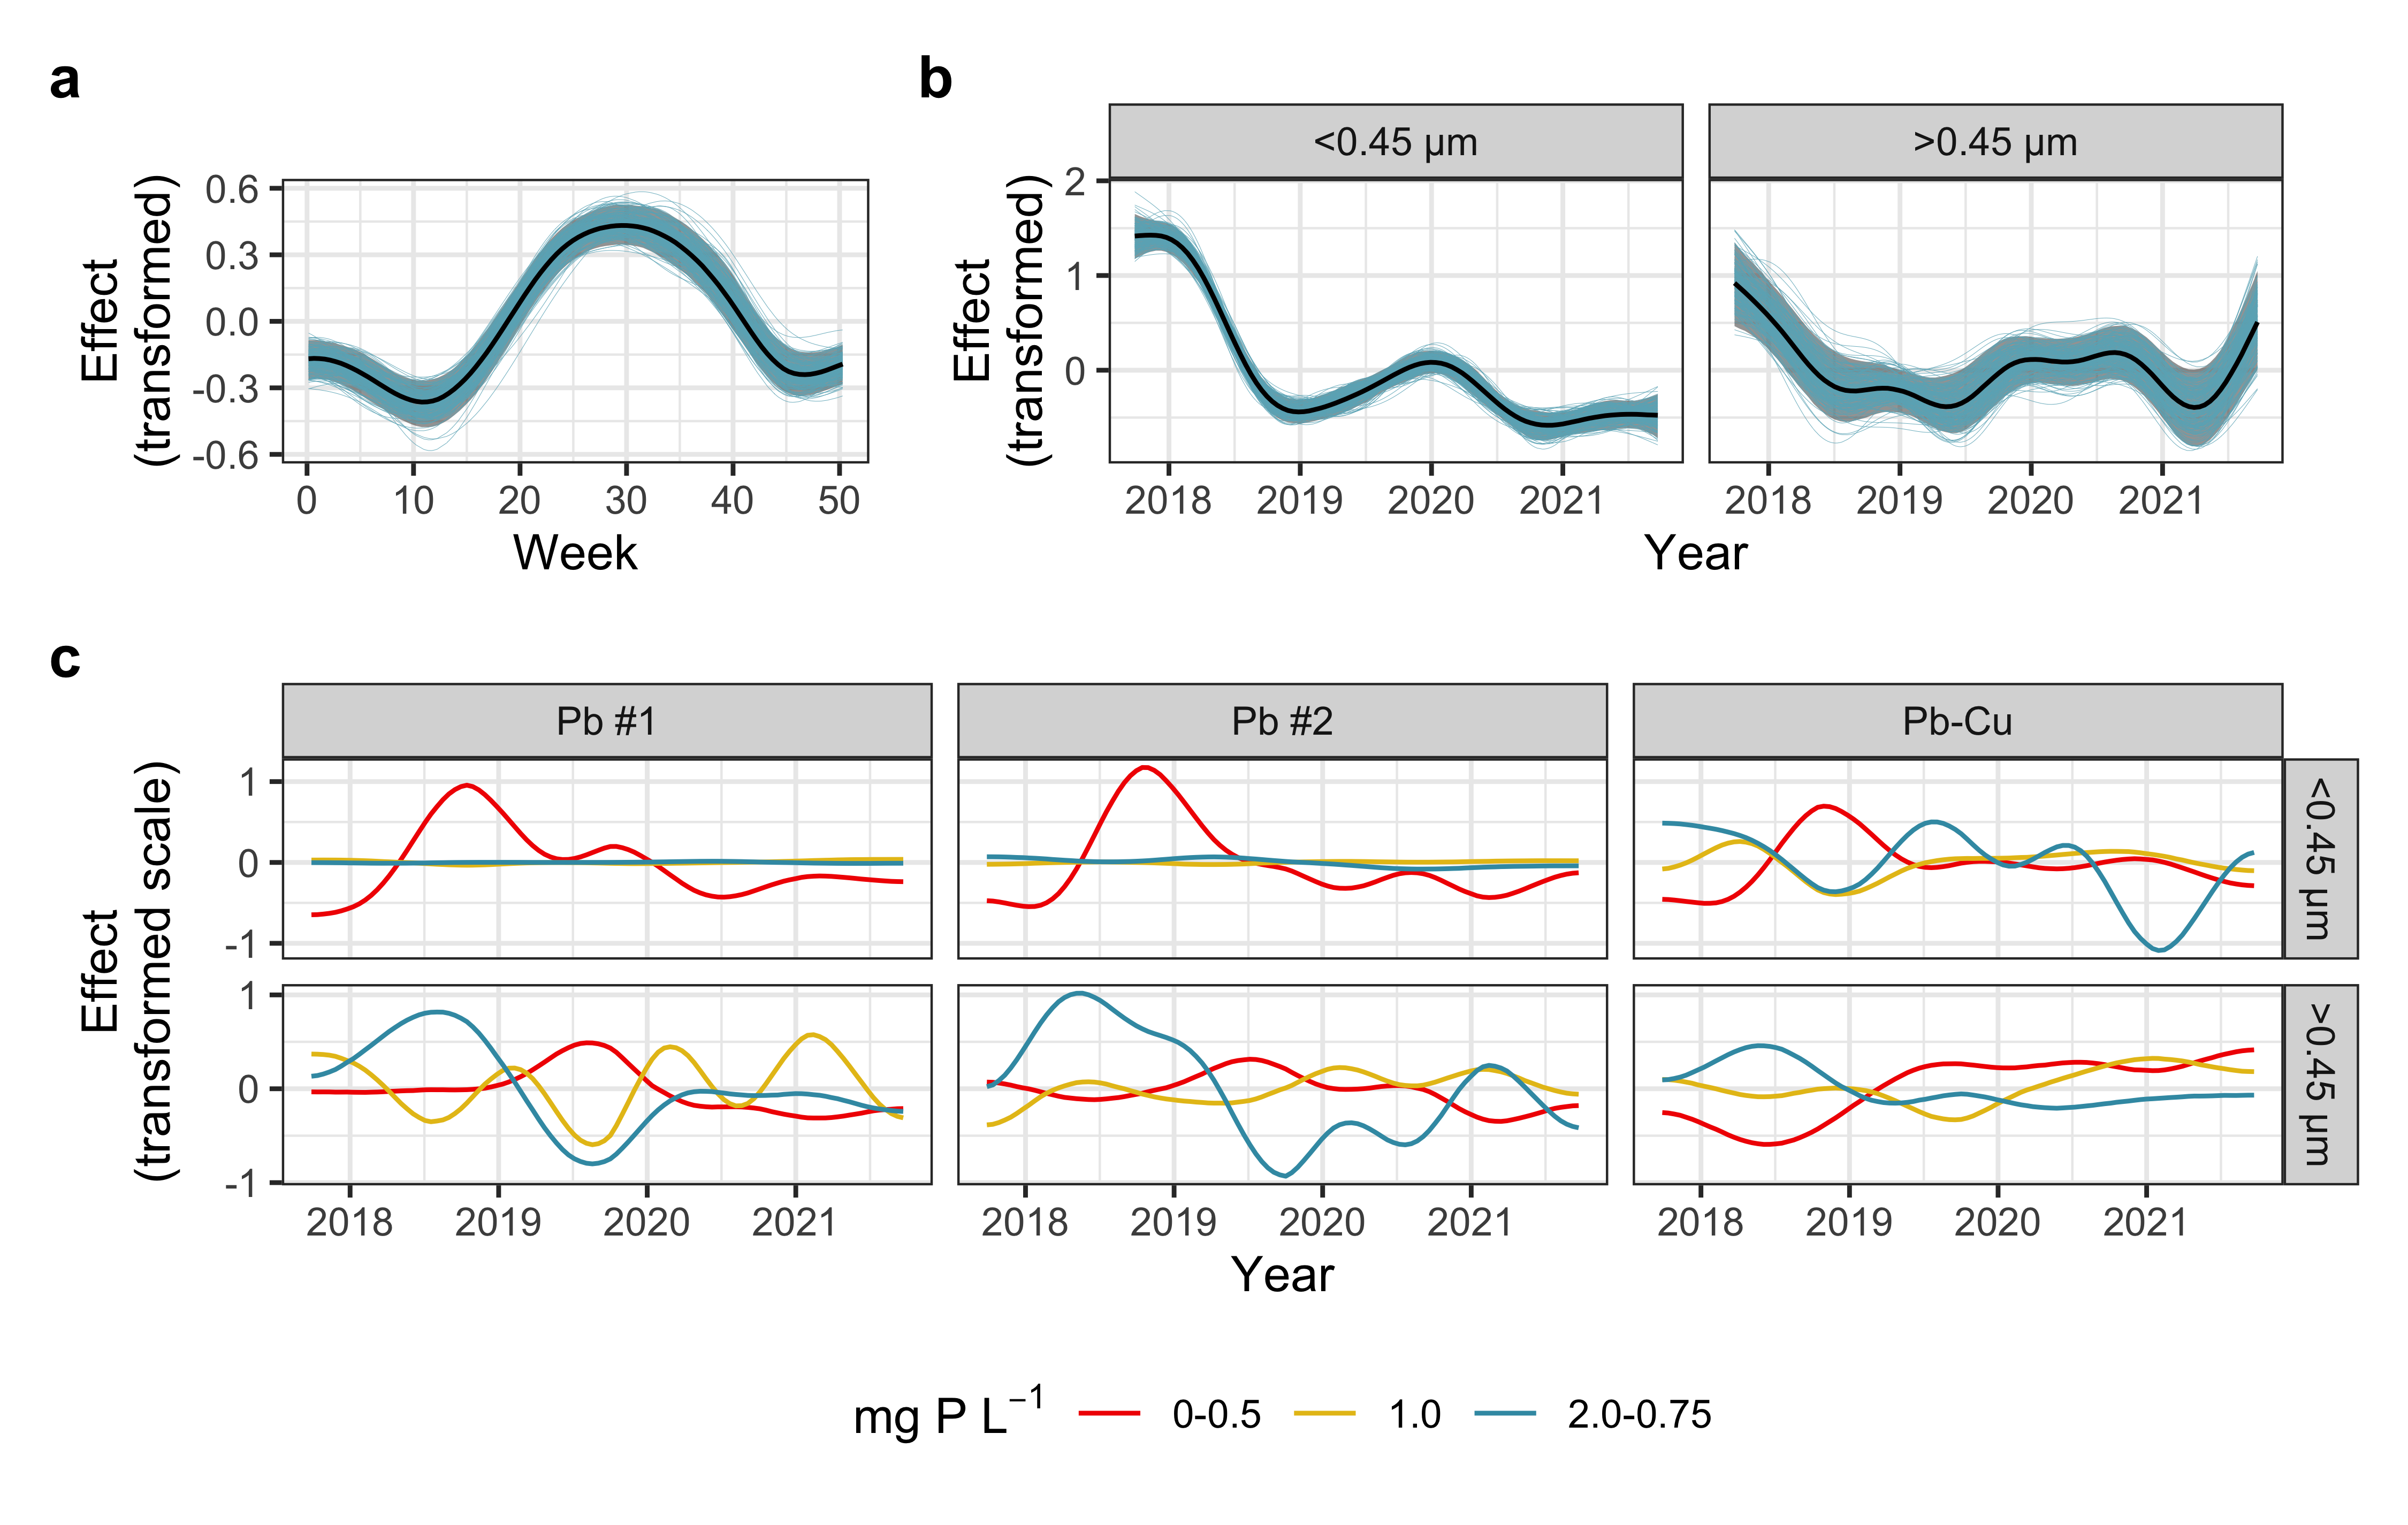 a
Effect
(transformed)
0.6
0.3
0.0
-0.3
-0.6
0 10 20 30 40 50
Week
b
<0.45 µm >0.45 µm
Effect
(transformed)
2
1
0
2018 2019 2020 2021 2018 2019 2020 2021
Year
c
Pb #1 Pb #2 Pb-Cu
Effect
(transformed scale)
1
0
-1
<0.45 µm
1
0
-1
>0.45 µm
2018 2019 2020 2021 2018 2019 2020 2021 2018 2019 2020 2021
Year
mg P L⁻¹ 0-0.5 1.0 2.0-0.75